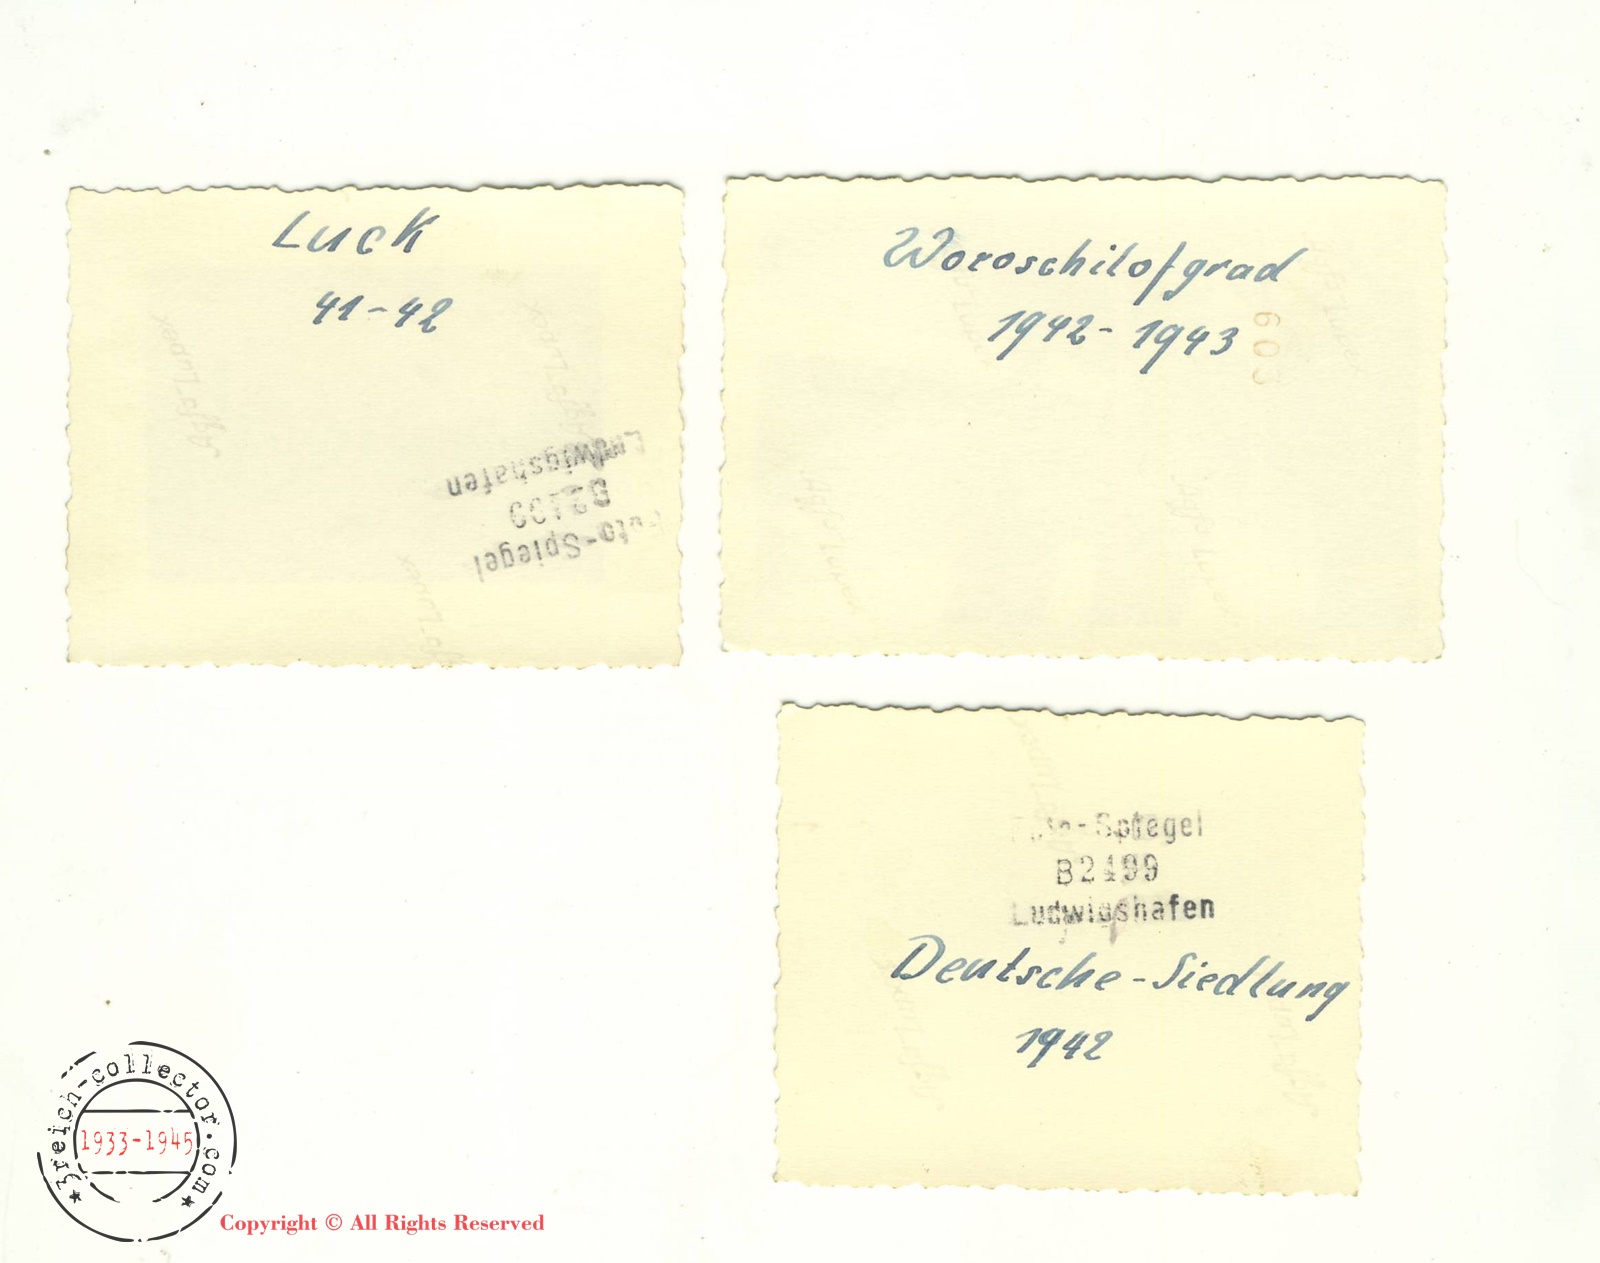 Luck
41-42
Ludwigshafen
Spiegel
Woroschilofgrad
1942-1943
603
Spiegel
B2499
Ludwigshafen
Deutsche-Siedlung
1942
3reich-collector.com
1933-1945
Copyright © All Rights Reserved